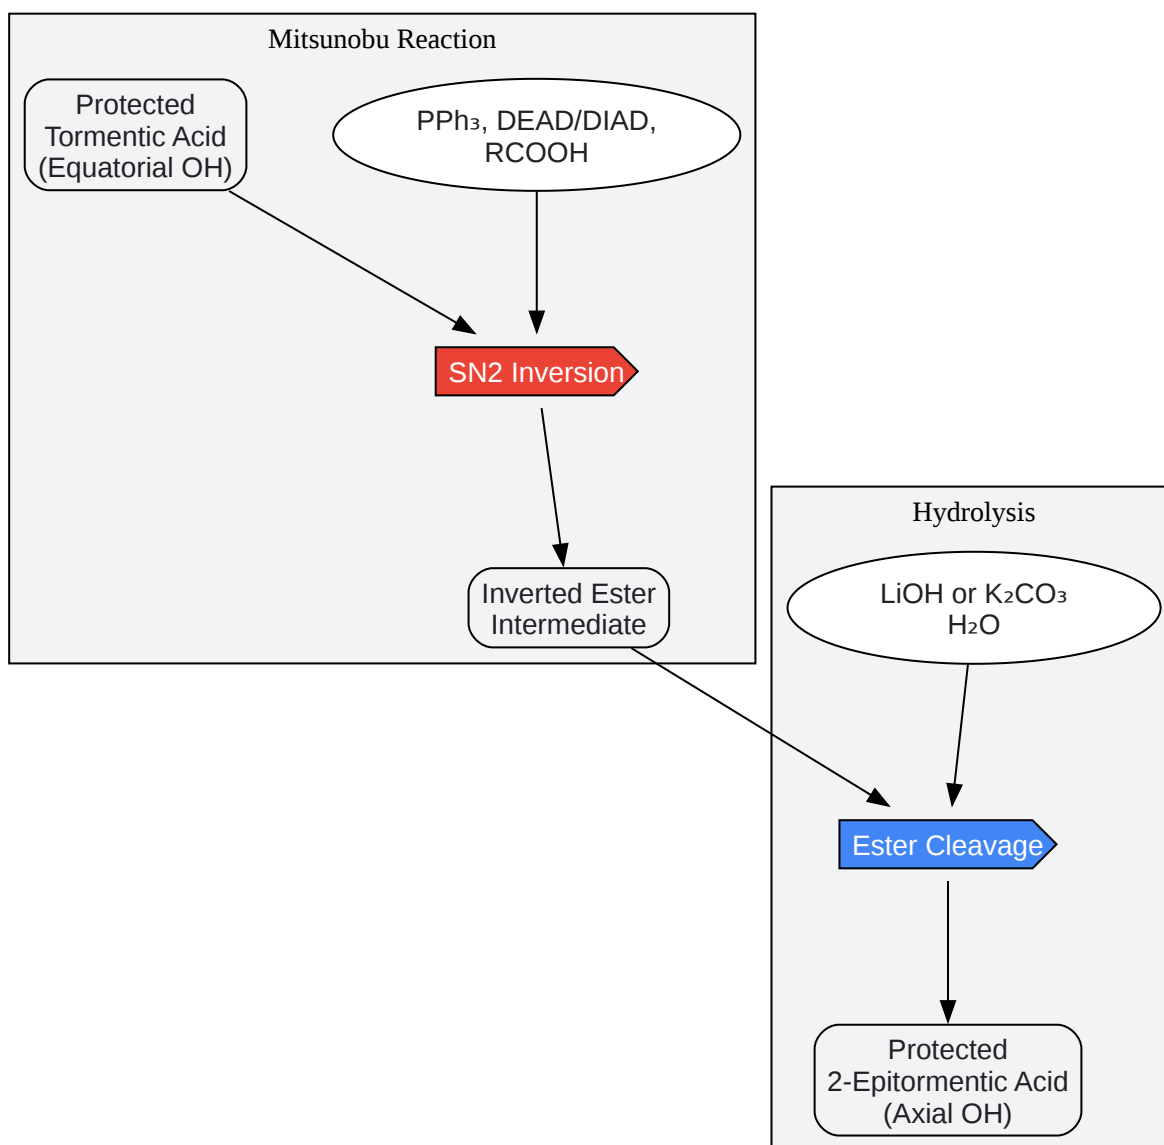 Mitsunobu Reaction
Protected
Tormentic Acid
(Equatorial OH)
PPh₃, DEAD/DIAD,
RCOOH
SN2 Inversion
Inverted Ester
Intermediate
Hydrolysis
LiOH or K₂CO₃
H₂O
Ester Cleavage
Protected
2-Epitormentic Acid
(Axial OH)